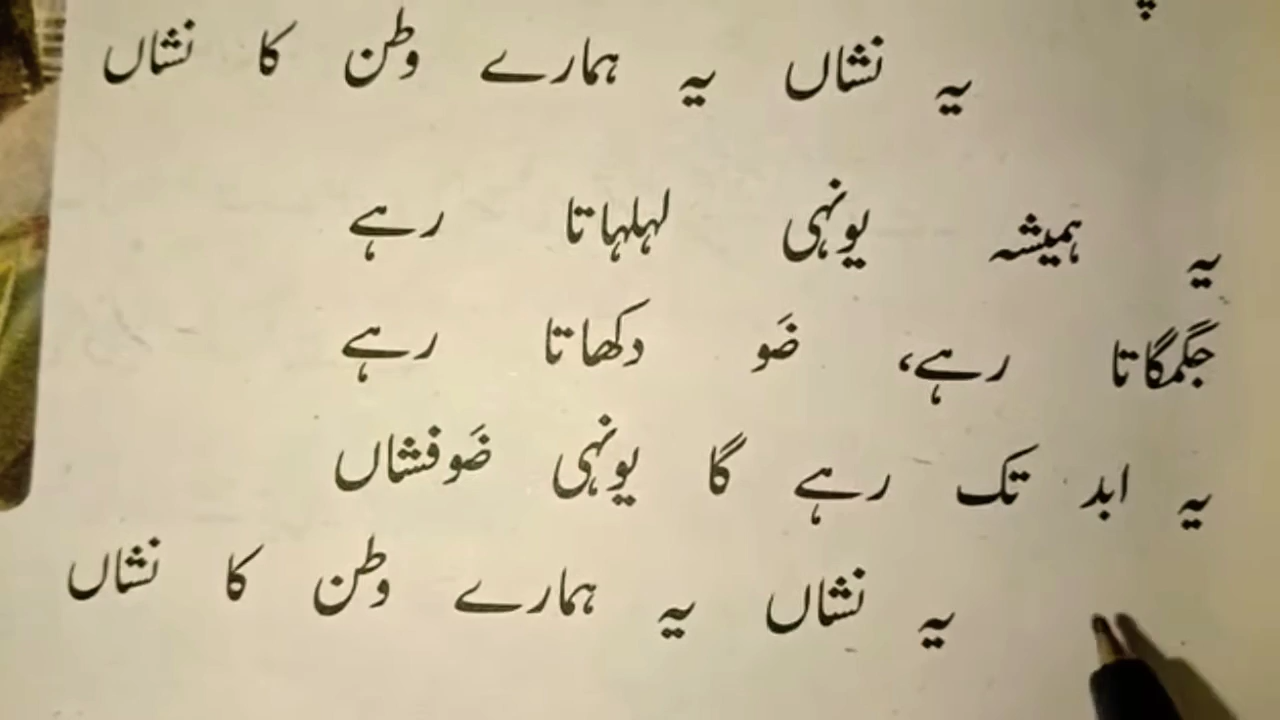 یہ نشاں یہ ہمارے وطن کا نشاں
یہ ہمیشہ یونہی لہلہاتا رہے
جگمگاتا رہے، ضَو دکھاتا رہے
یہ ابد تک رہے گا یونہی ضَوفشاں
یہ نشاں یہ ہمارے وطن کا نشاں